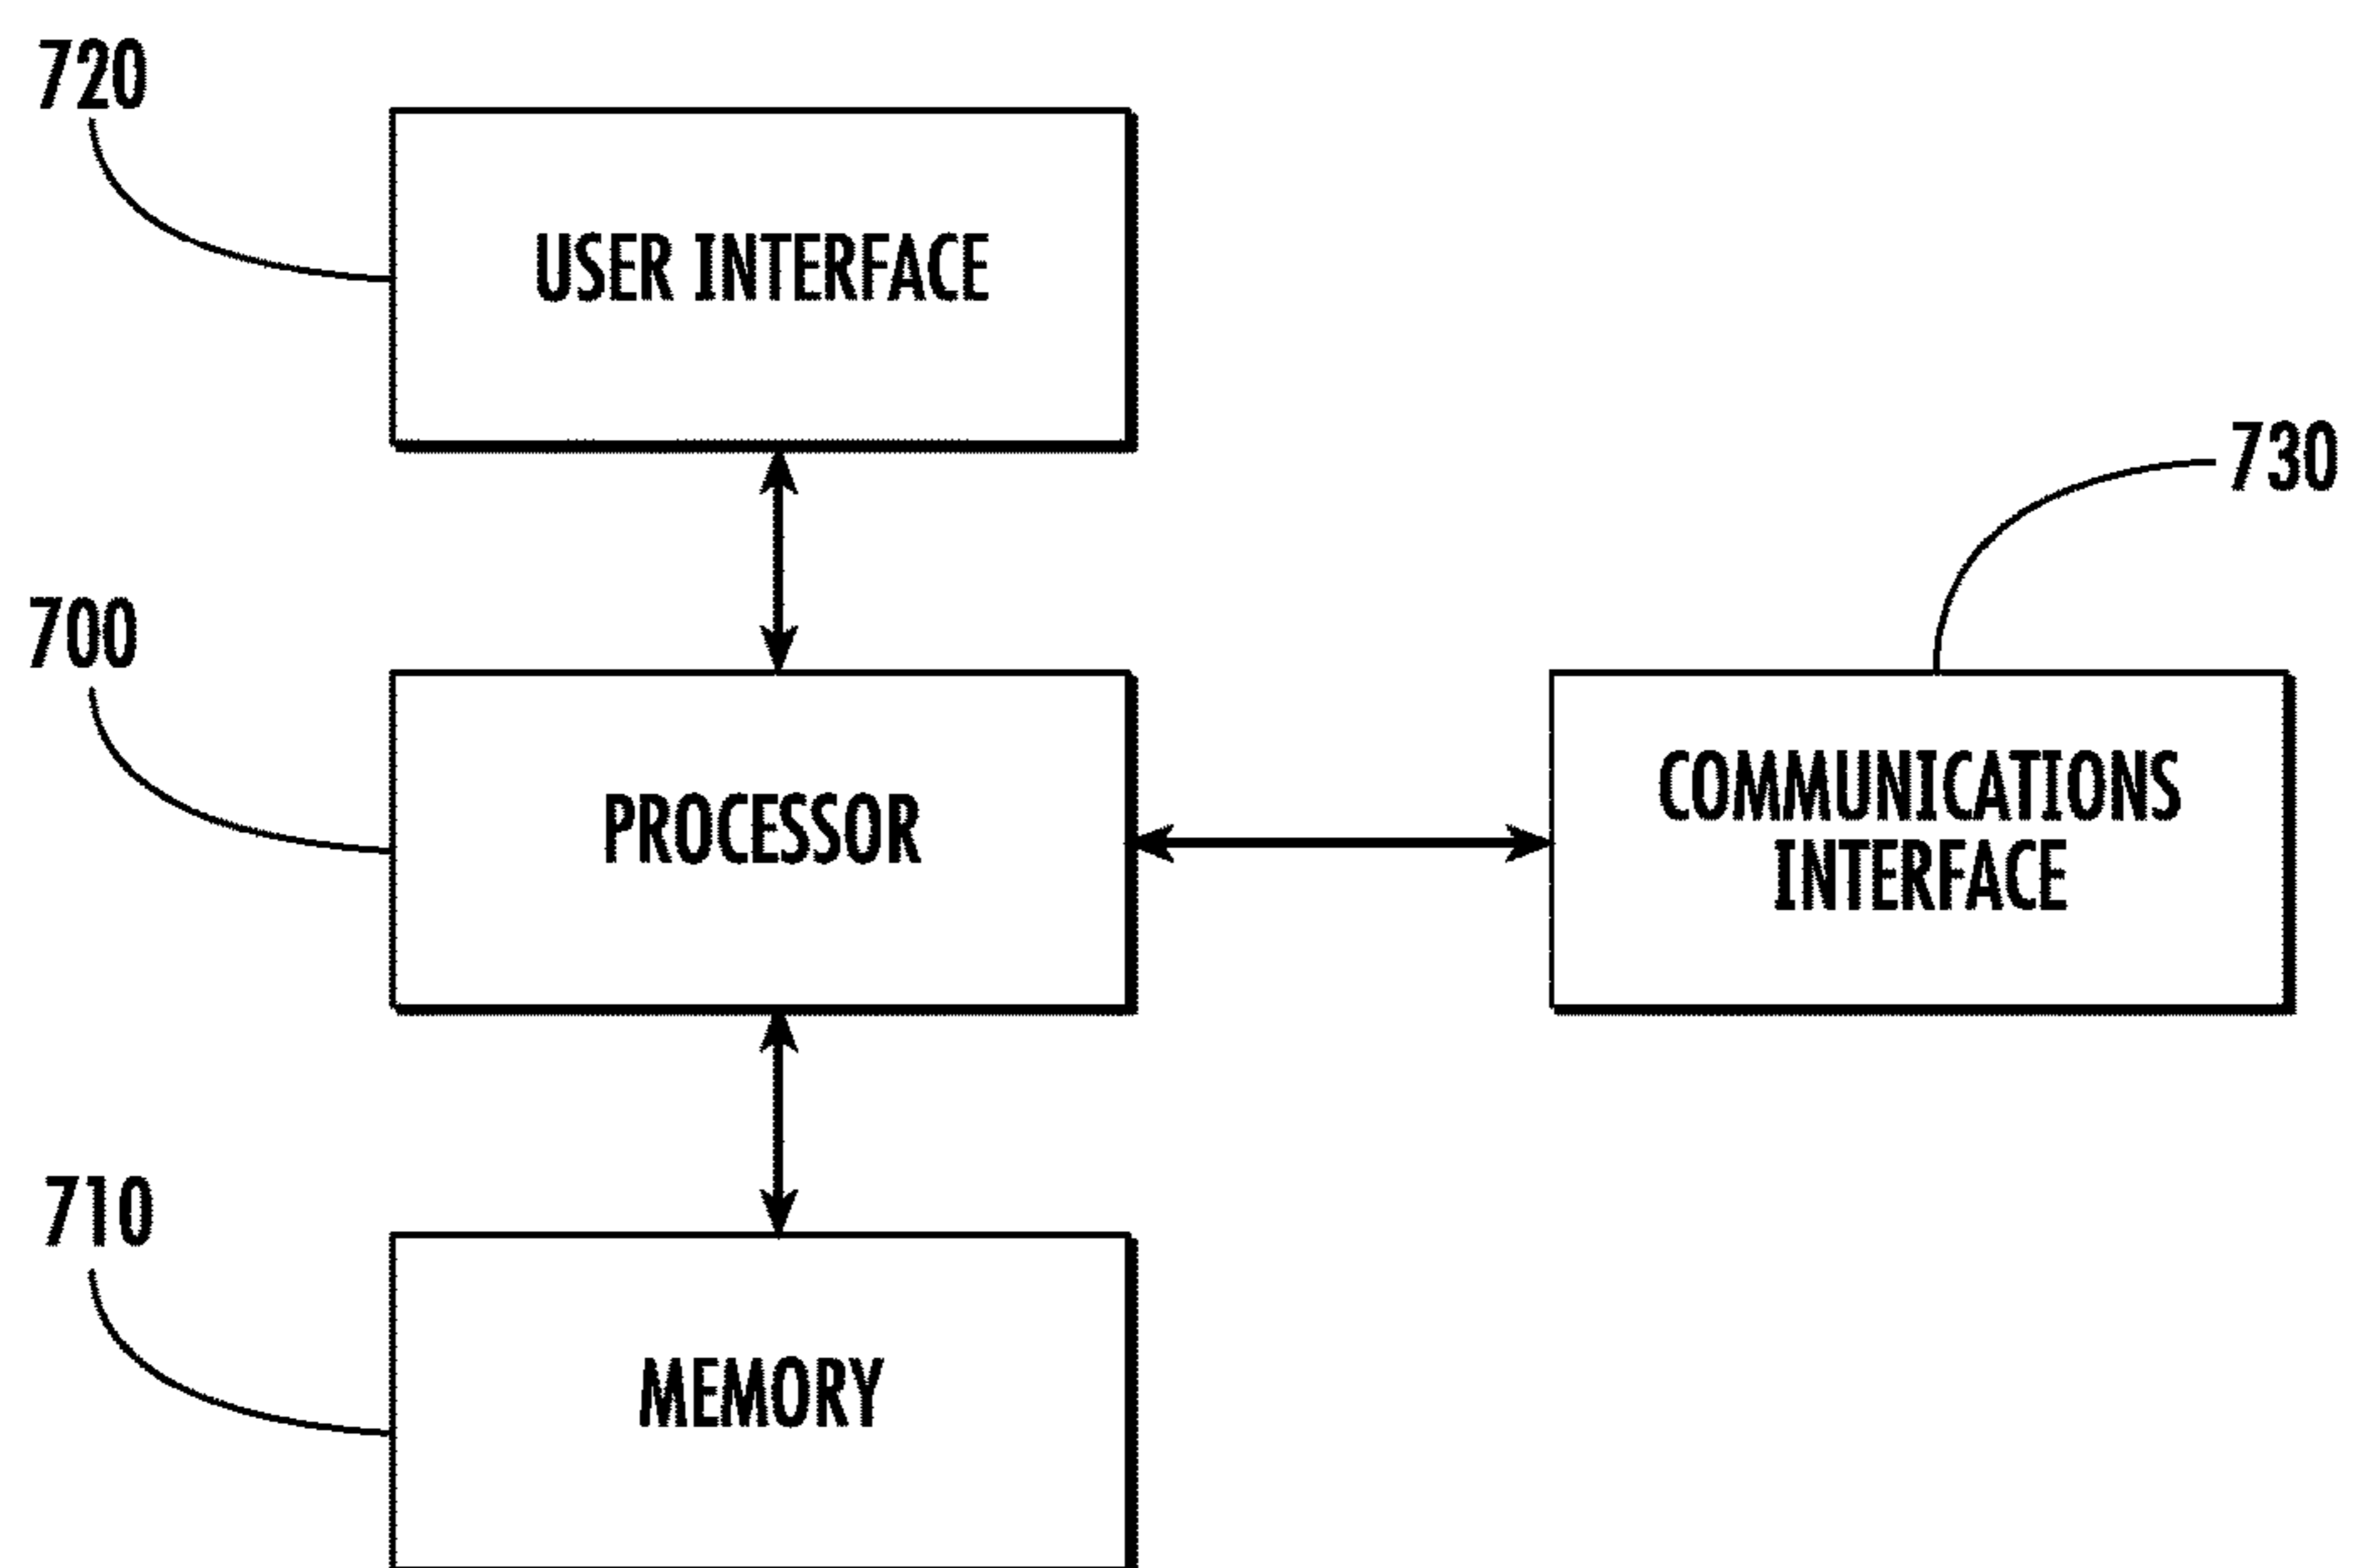 720
USER INTERFACE
730
700
PROCESSOR
COMMUNICATIONS
INTERFACE
710
MEMORY